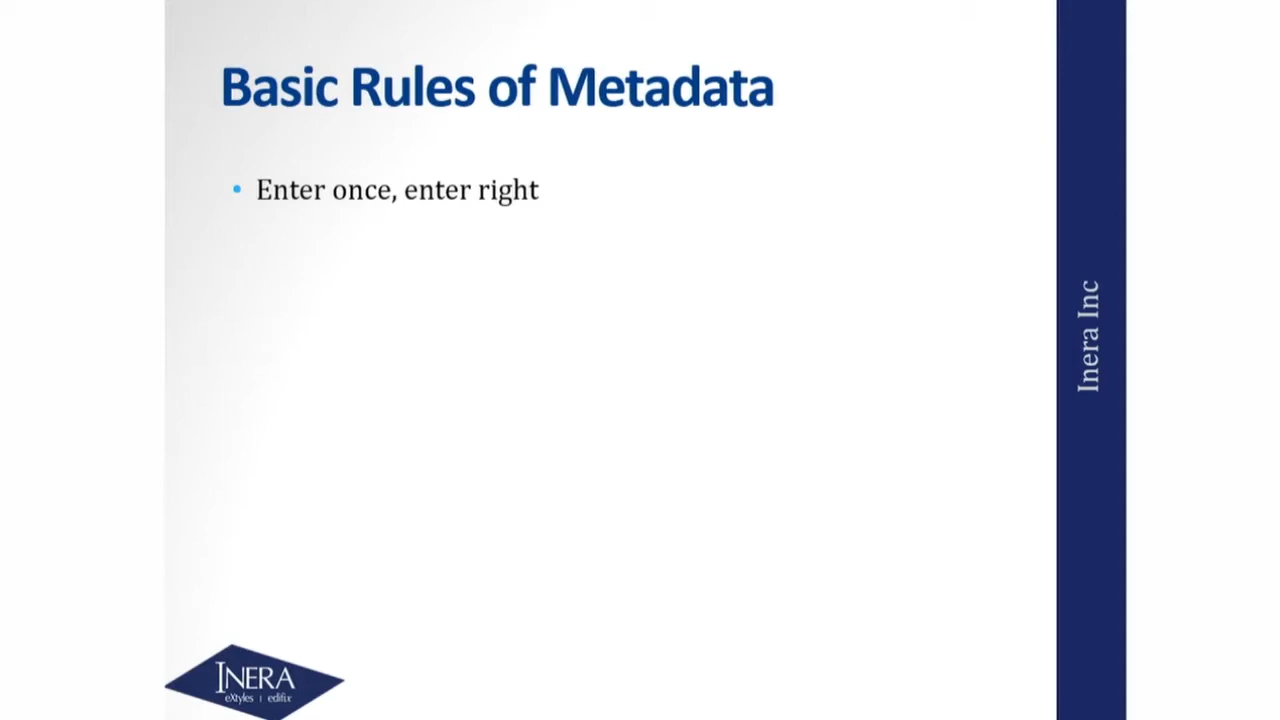 Basic Rules of Metadata
• Enter once, enter right
Inera Inc
INERA
eXtyles | edifix